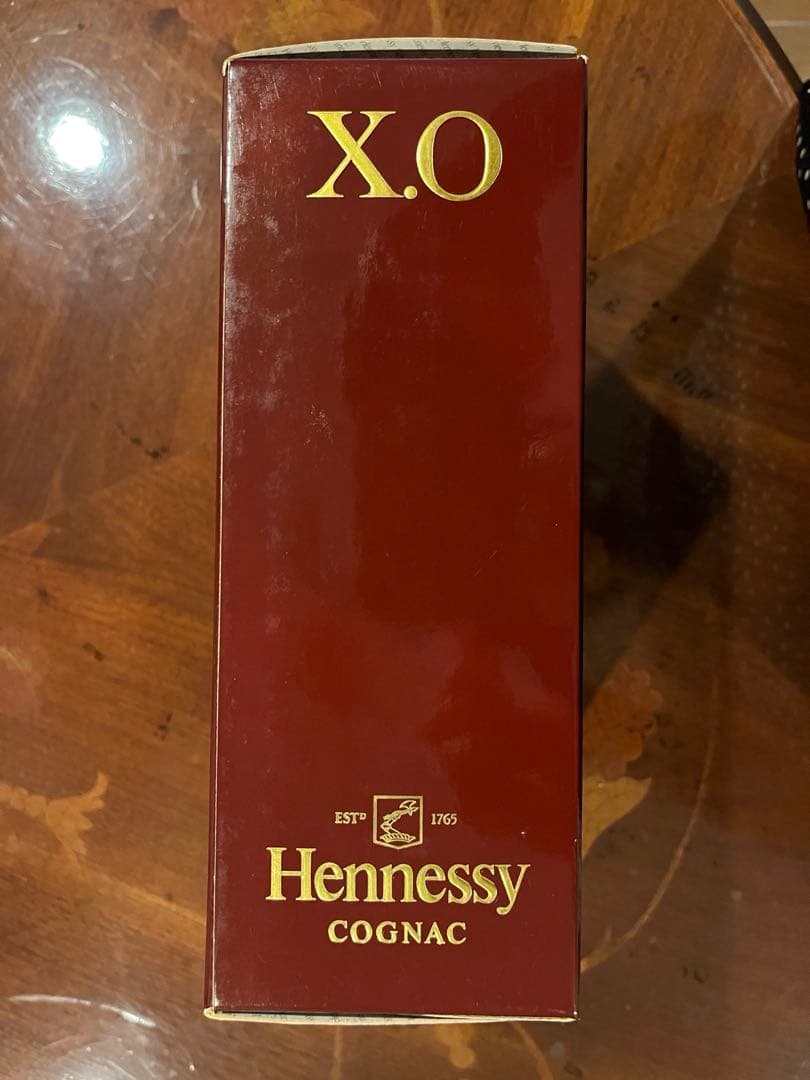 X.O
ESTD 1765
Hennessy
COGNAC